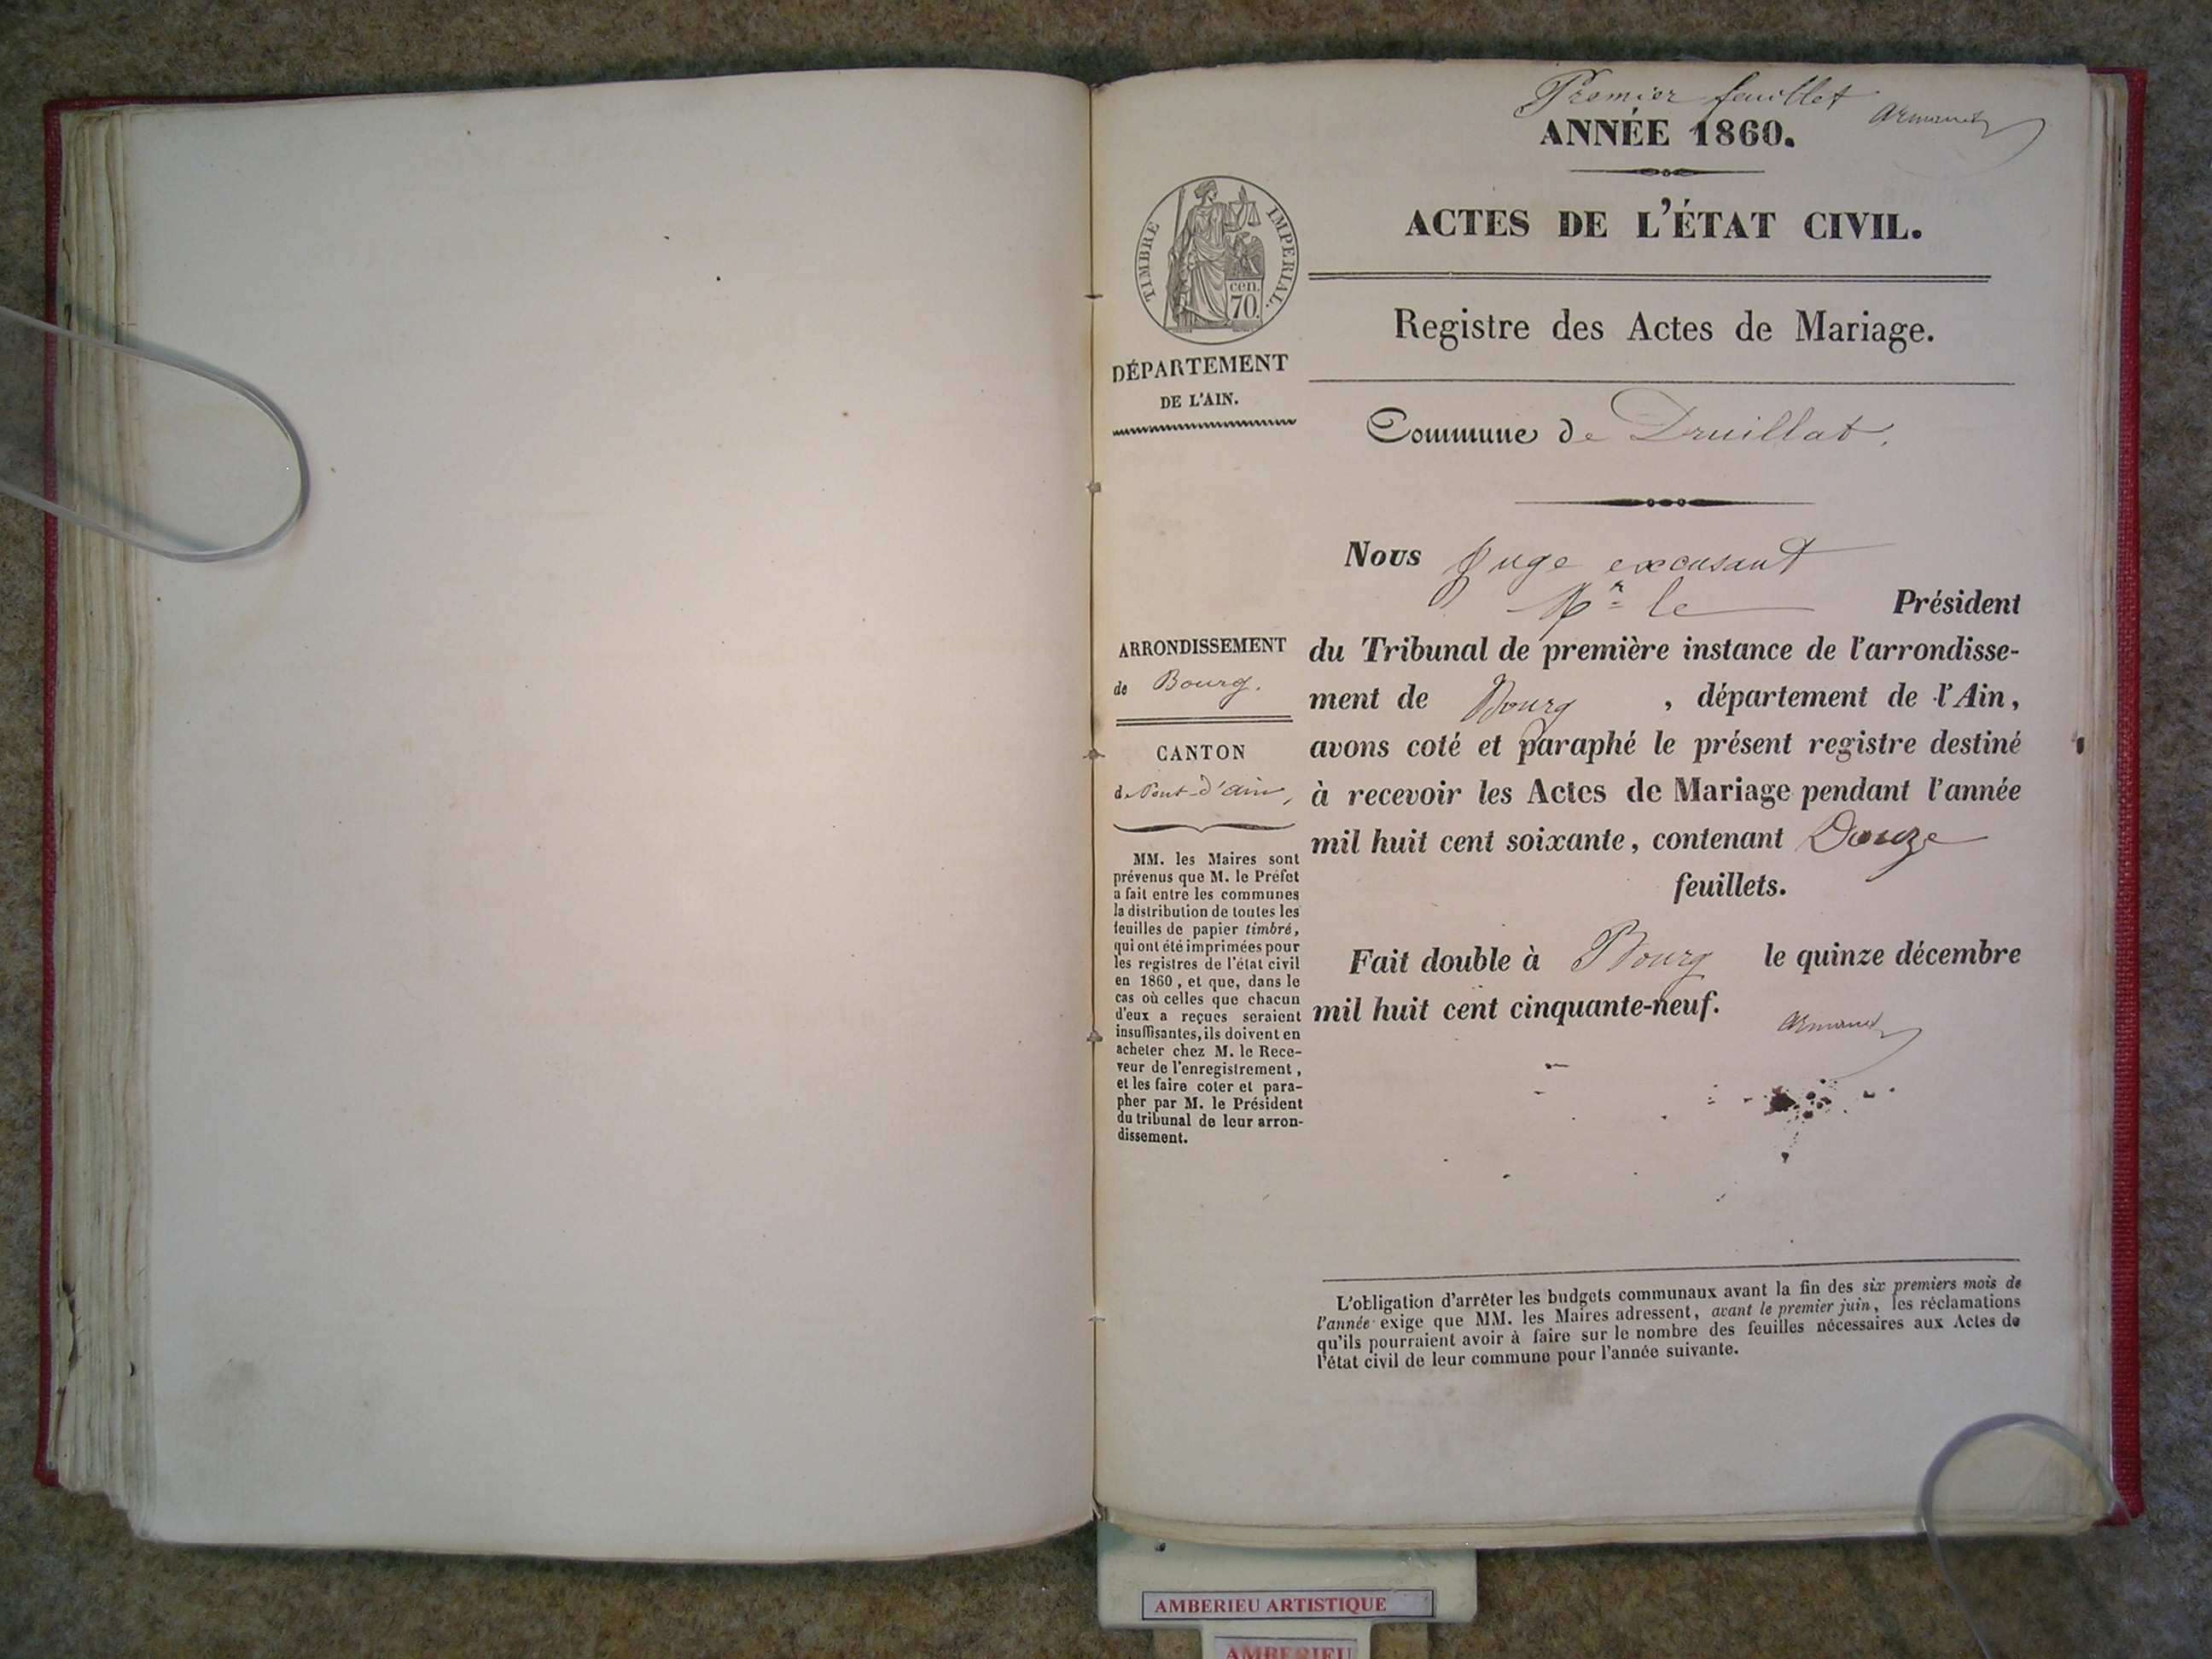 Premier feuillet
Armanet
ANNÉE 1860.
ACTES DE L'ÉTAT CIVIL.
Registre des Actes de Mariage.
TIMBRE IMPERIAL.
cen.
70.
DÉPARTEMENT
DE L'AIN.
Commune de Druillat.
ARRONDISSEMENT
de Bourg.
CANTON
de Pont-d'ain,
MM. les Maires sont
prévenus que M. le Préfet
a fait entre les communes
la distribution de toutes les
feuilles de papier timbré,
qui ont été imprimées pour
les registres de l'état civil
en 1860, et que, dans le
cas où celles que chacun
d'eux a reçues seraient
insuffisantes, ils doivent en
acheter chez M. le Rece-
veur de l'enregistrement,
et les faire coter et para-
pher par M. le Président
du tribunal de leur arron-
dissement.
Nous Juge excusant
Mr le Président
du Tribunal de première instance de l'arrondisse-
ment de Bourg , département de l'Ain,
avons coté et paraphé le présent registre destiné
à recevoir les Actes de Mariage pendant l'année
mil huit cent soixante, contenant Douze
feuillets.
Fait double à Bourg le quinze décembre
mil huit cent cinquante-neuf.
Armanet
L'obligation d'arrêter les budgets communaux avant la fin des six premiers mois de
l'année exige que MM. les Maires adressent, avant le premier juin, les réclamations
qu'ils pourraient avoir à faire sur le nombre des feuilles nécessaires aux Actes de
l'état civil de leur commune pour l'année suivante.
AMBERIEU ARTISTIQUE
AMBERIEU